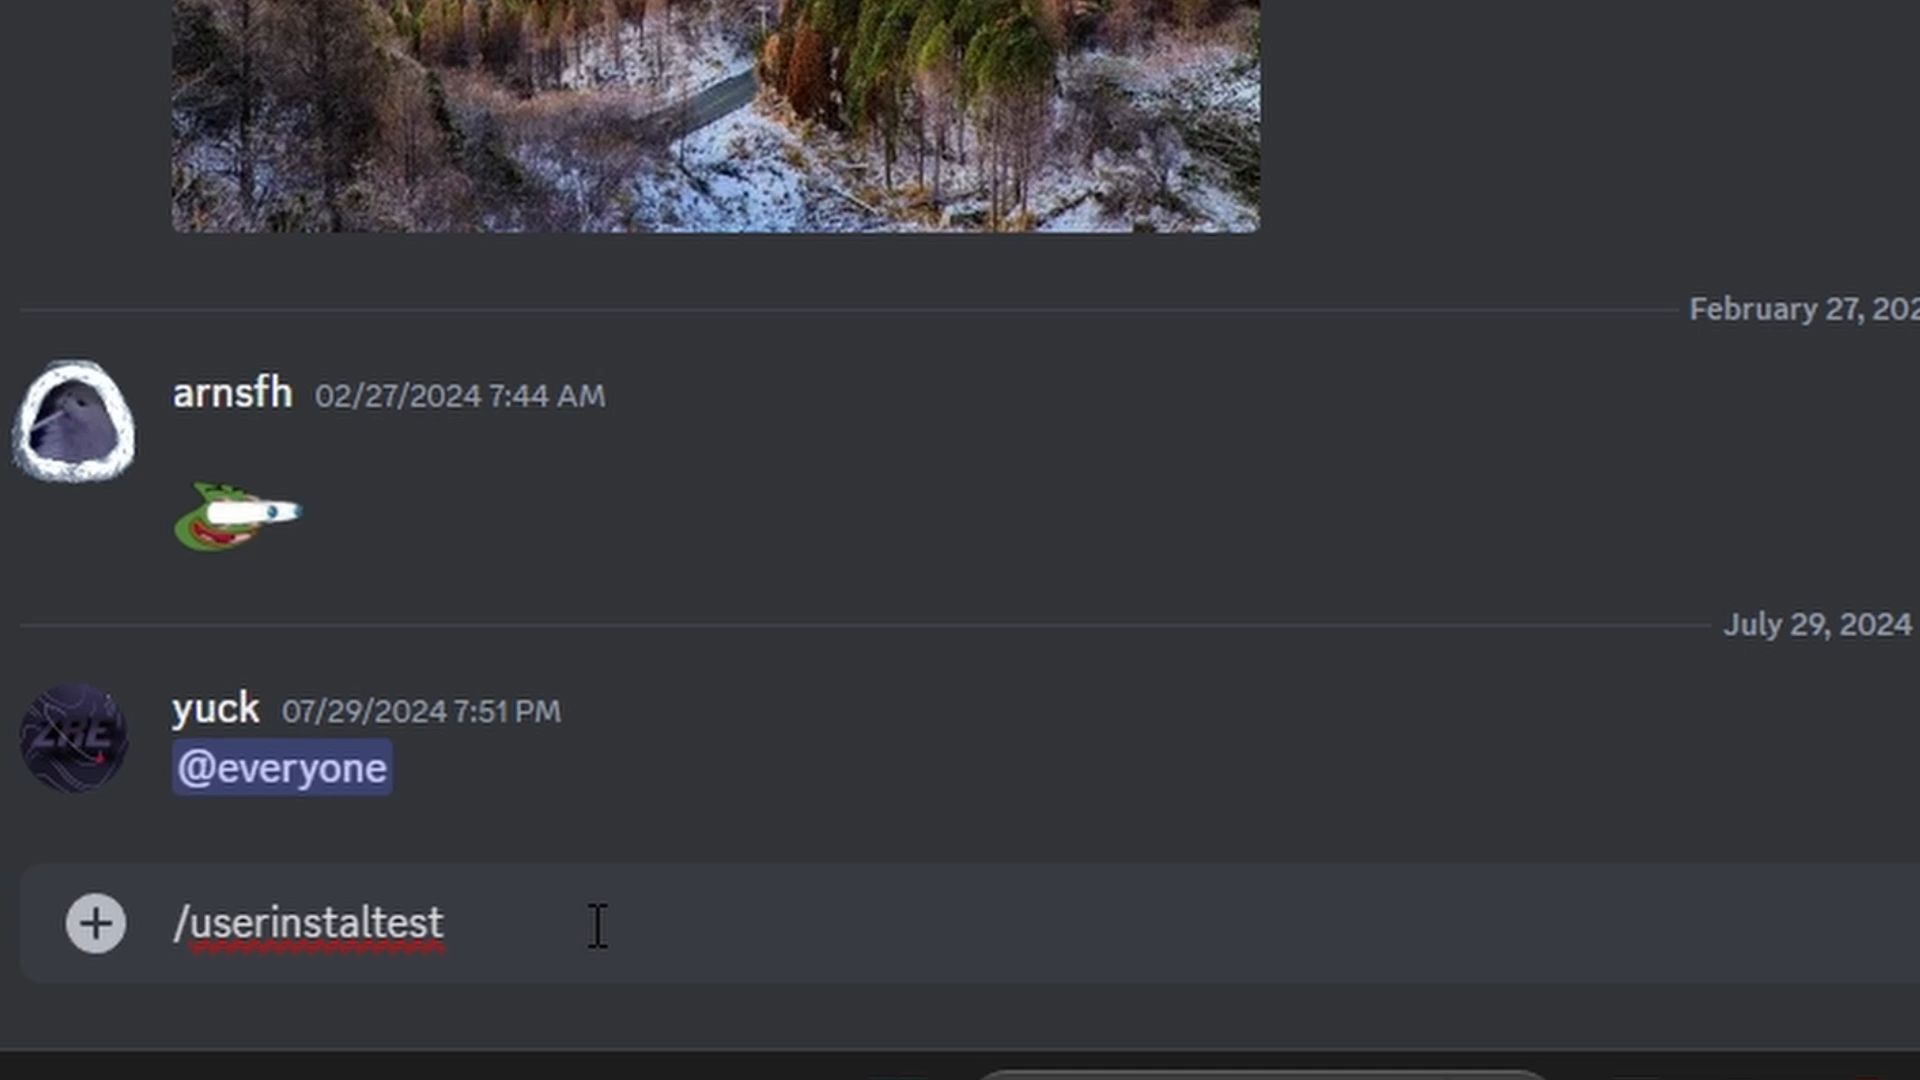 February 27, 202
arnsfh 02/27/2024 7:44 AM
July 29, 2024
yuck 07/29/2024 7:51 PM
ZRE
@everyone
/userinstaltest